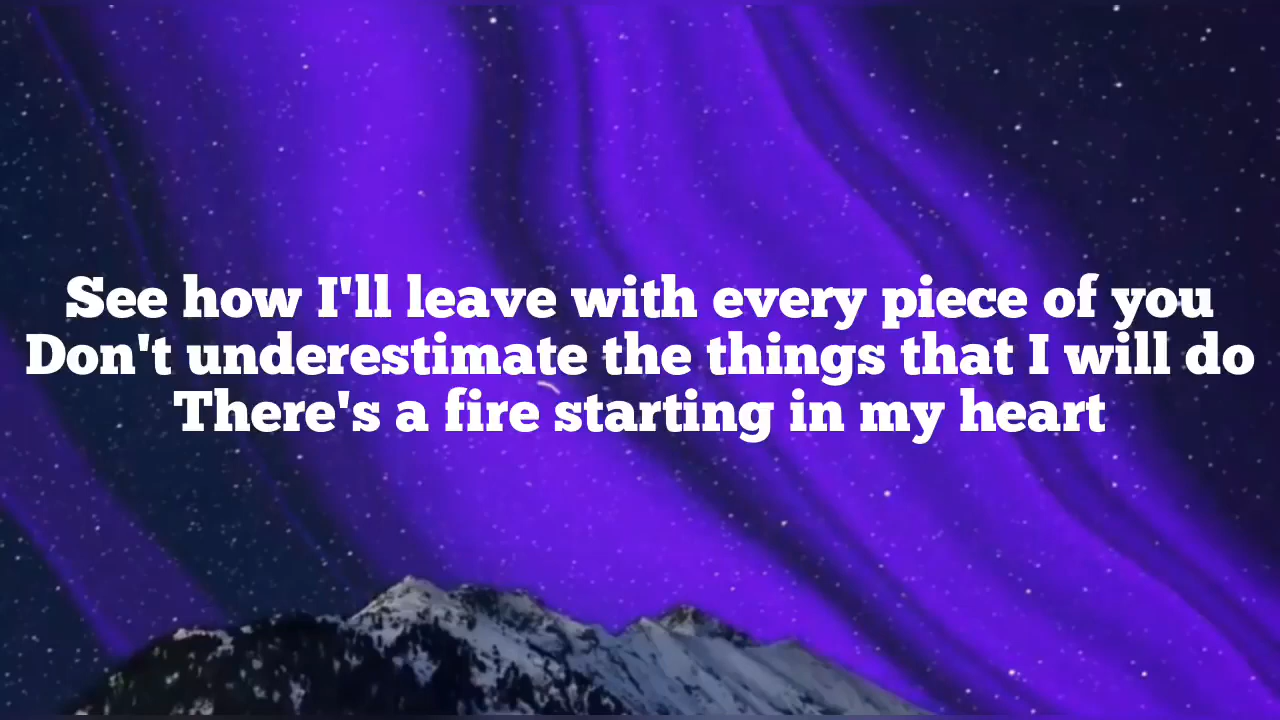 See how I'll leave with every piece of you
Don't underestimate the things that I will do
There's a fire starting in my heart